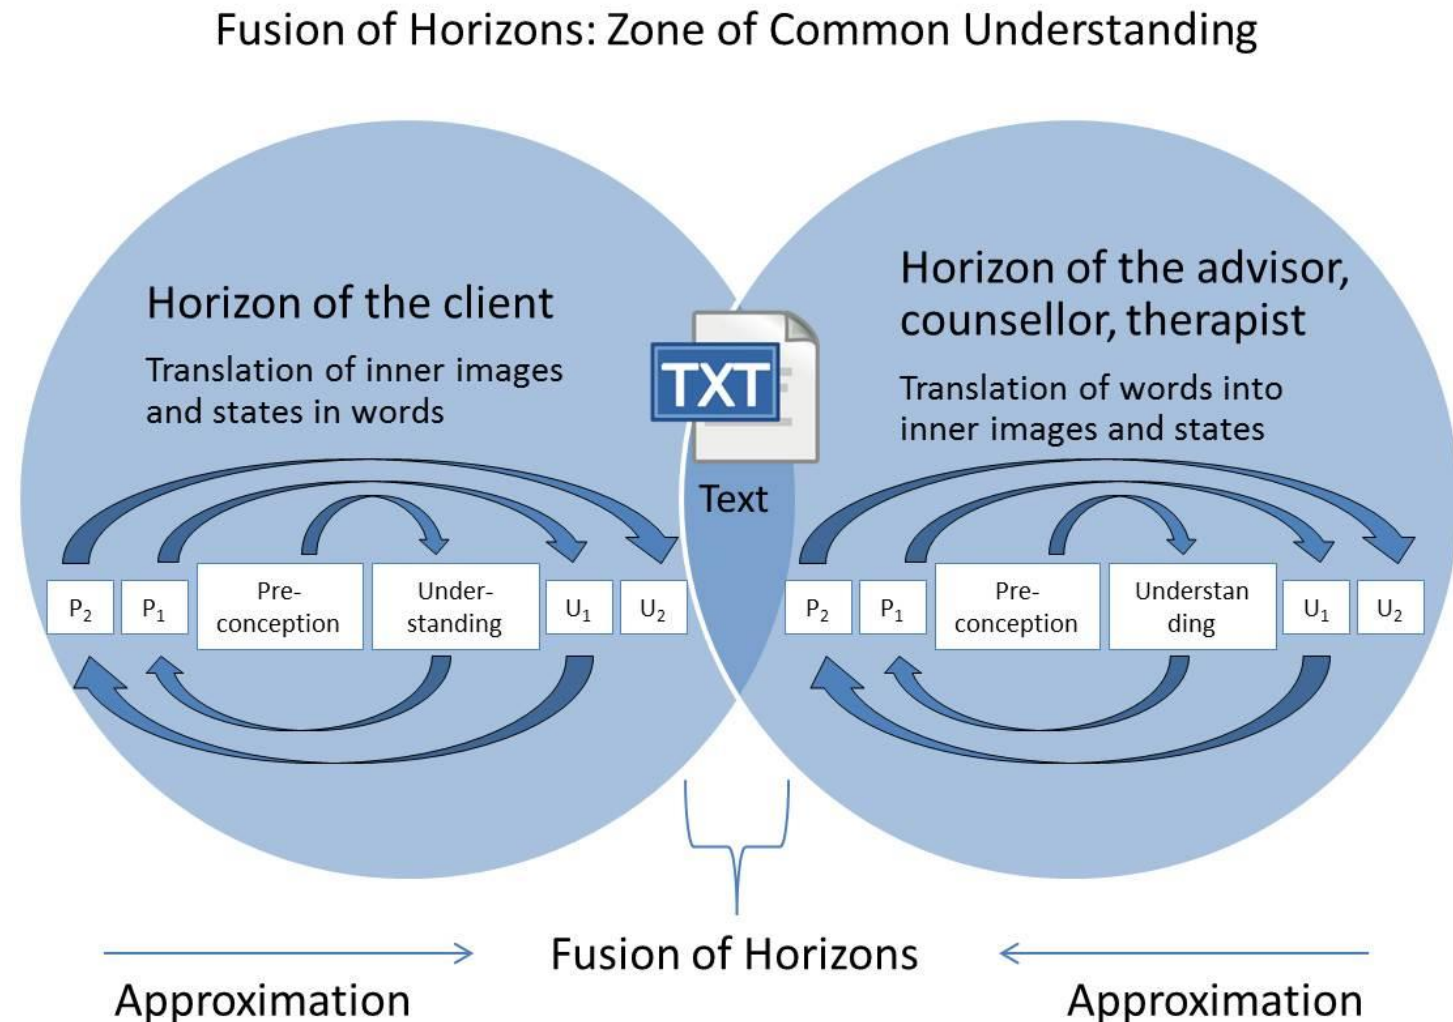 Fusion of Horizons: Zone of Common Understanding
Horizon of the client
Translation of inner images
and states in words
P₂
P₁
Pre-
conception
Under-
standing
U₁
U₂
TXT
Text
Horizon of the advisor,
counsellor, therapist
Translation of words into
inner images and states
P₂
P₁
Pre-
conception
Understan
ding
U₁
U₂
Fusion of Horizons
Approximation
Approximation